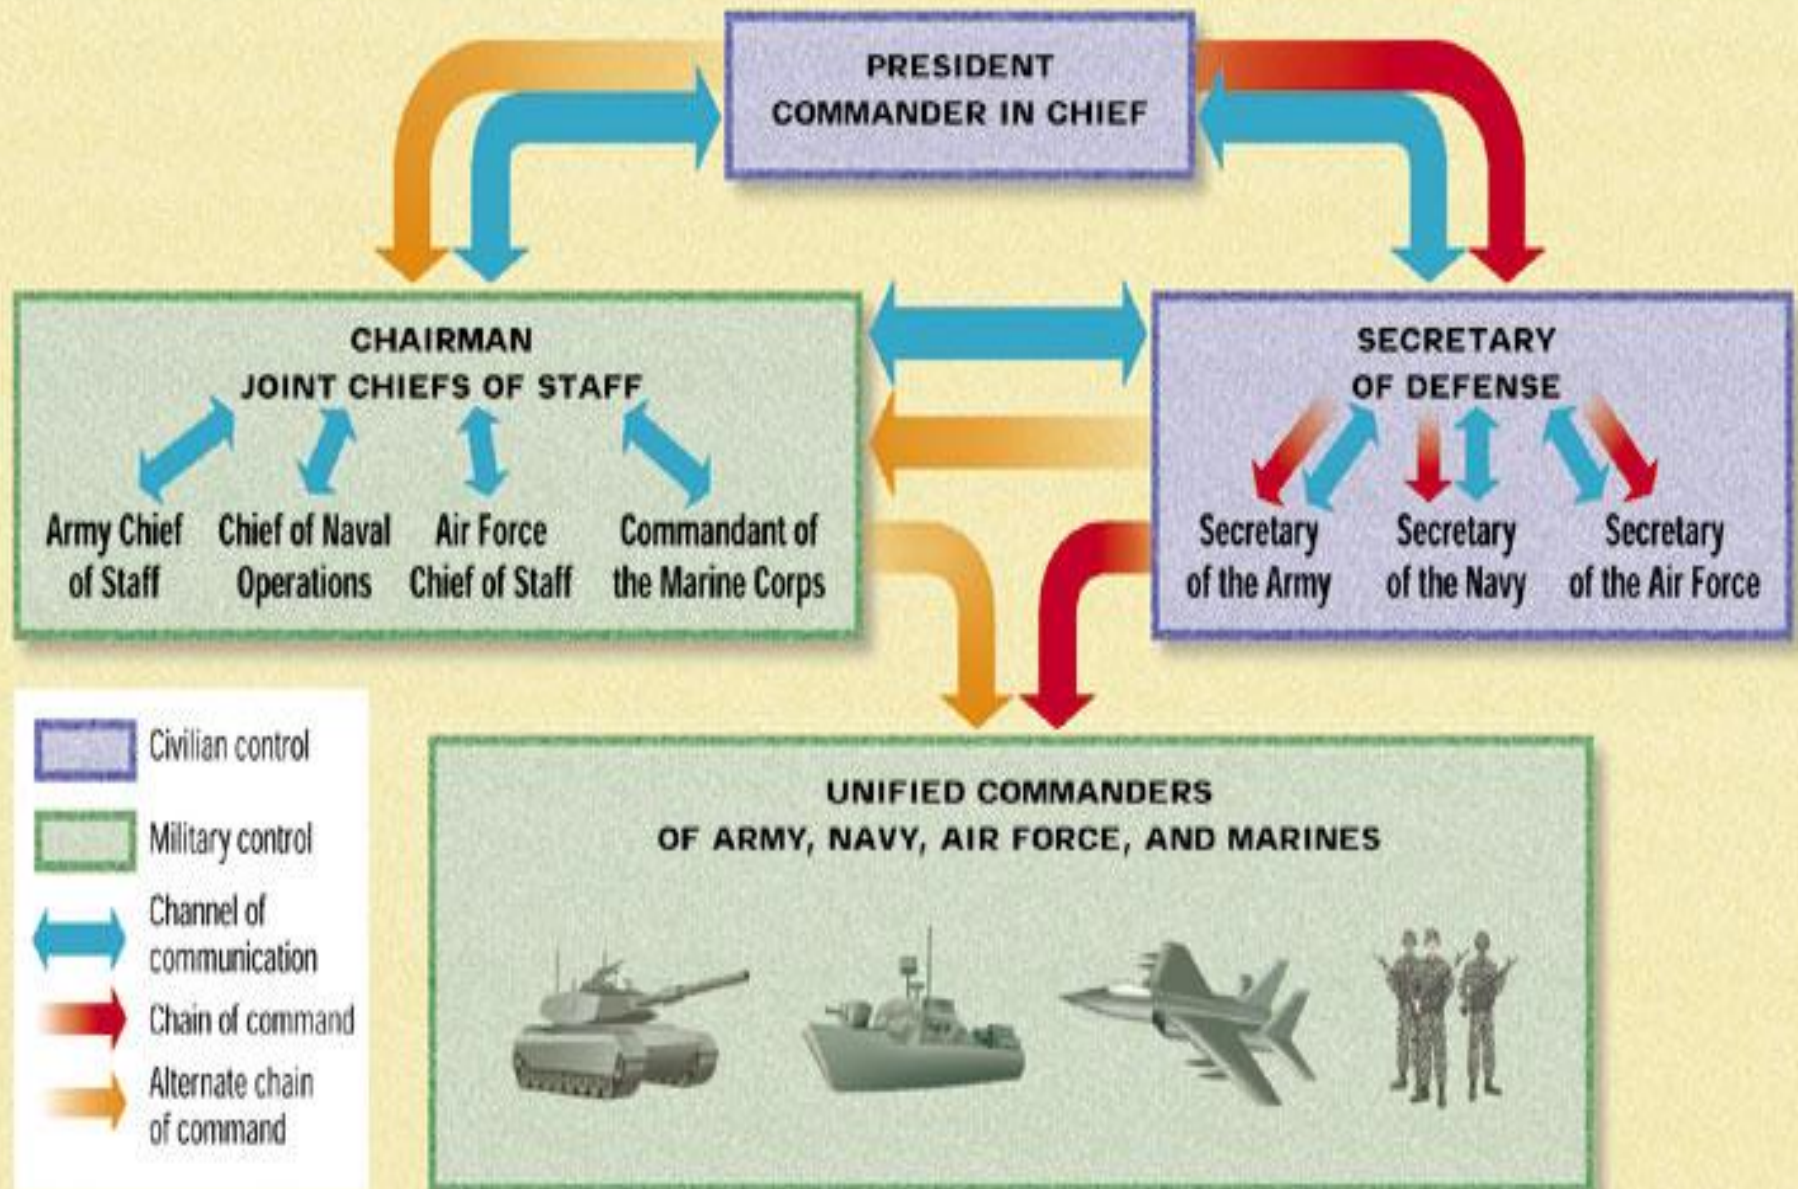 PRESIDENT
COMMANDER IN CHIEF
CHAIRMAN
JOINT CHIEFS OF STAFF
Army Chief
of Staff
Chief of Naval
Operations
Air Force
Chief of Staff
Commandant of
the Marine Corps
SECRETARY
OF DEFENSE
Secretary
of the Army
Secretary
of the Navy
Secretary
of the Air Force
Civilian control
Military control
Channel of
communication
Chain of command
Alternate chain
of command
UNIFIED COMMANDERS
OF ARMY, NAVY, AIR FORCE, AND MARINES